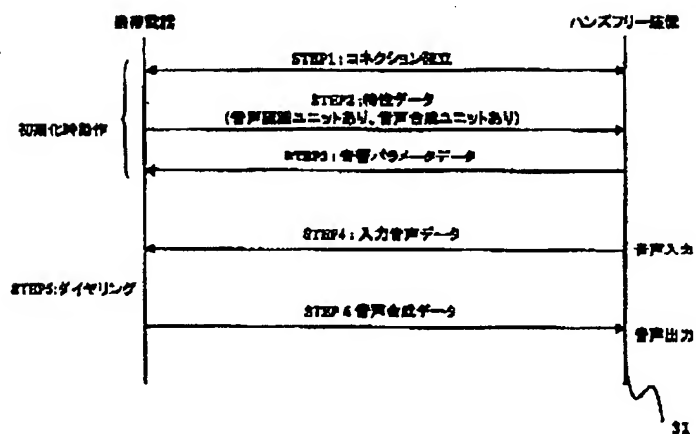 携帯電話
ハンズフリー装置
STEP1:コネクション確立
STEP2:特性データ
(音声認識ユニットあり、音声合成ユニットあり)
初期化時動作
STEP3:音響パラメータデータ
STEP4:入力音声データ
音声入力
STEP5:ダイヤリング
STEP 6 音声合成データ
音声出力
31